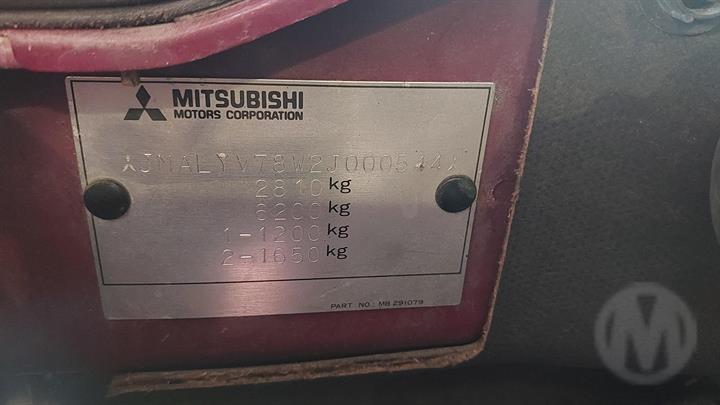 MITSUBISHI
MOTORS CORPORATION
2810 kg
6200 kg
1-1200 kg
2-1650 kg
PART NO.: MB 291079
M